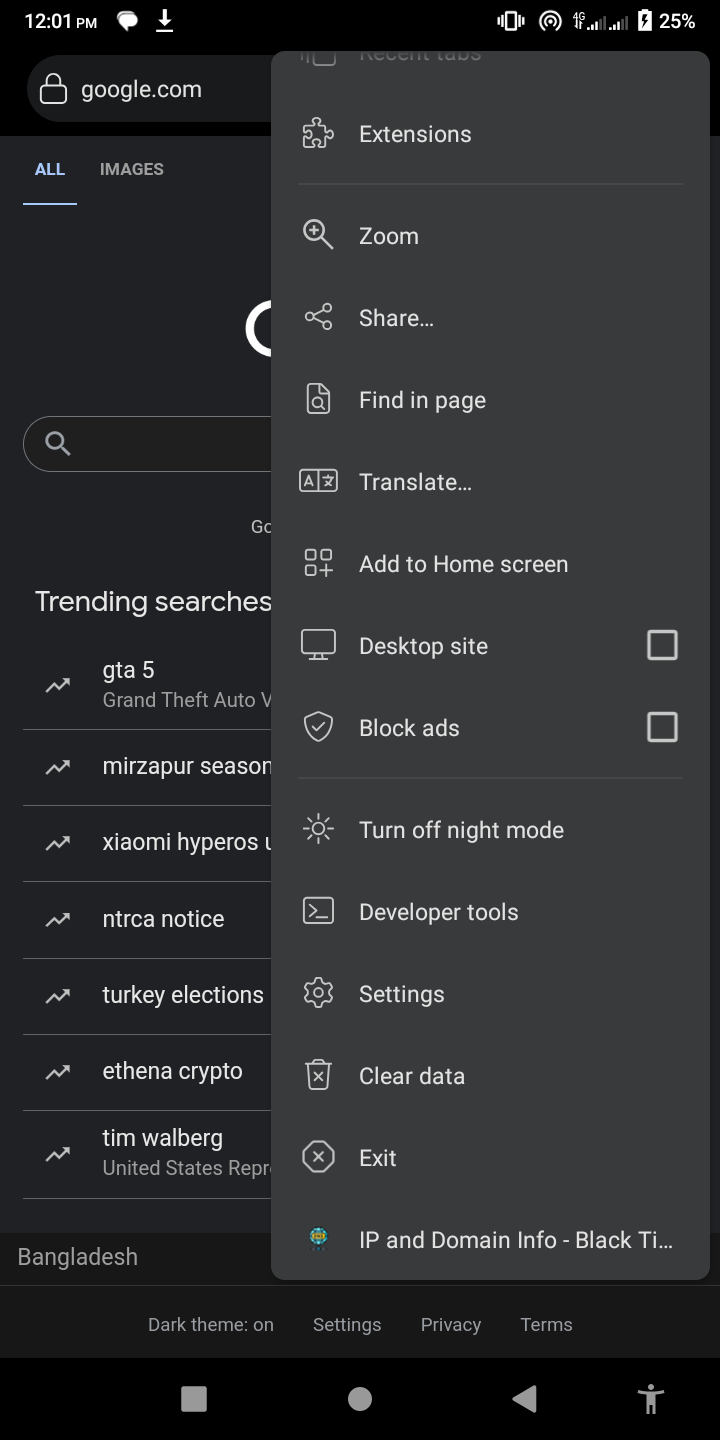 12:01 PM
4G
25%
google.com
Recent tabs
Extensions
ALL
IMAGES
Zoom
Share…
Find in page
Translate…
Add to Home screen
Desktop site
Block ads
Trending searches
gta 5
Grand Theft Auto V
mirzapur season
xiaomi hyperos
ntrca notice
turkey elections
ethena crypto
tim walberg
United States
Turn off night mode
Developer tools
Settings
Clear data
Exit
IP and Domain Info - Black Ti…
Bangladesh
Dark theme: on
Settings
Privacy
Terms